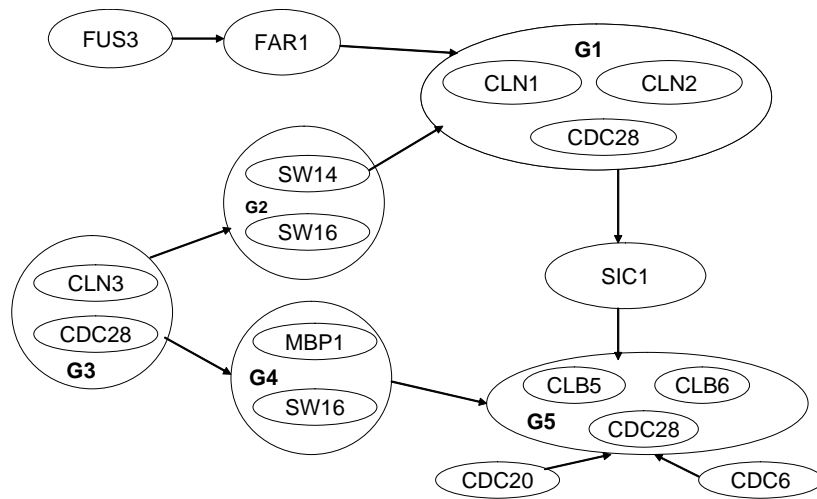 FUS3
FAR1
G1
CLN1
CLN2
CDC28
SW14
G2
SW16
CLN3
CDC28
G3
SIC1
MBP1
G4
SW16
CLB5
CLB6
G5
CDC28
CDC20
CDC6